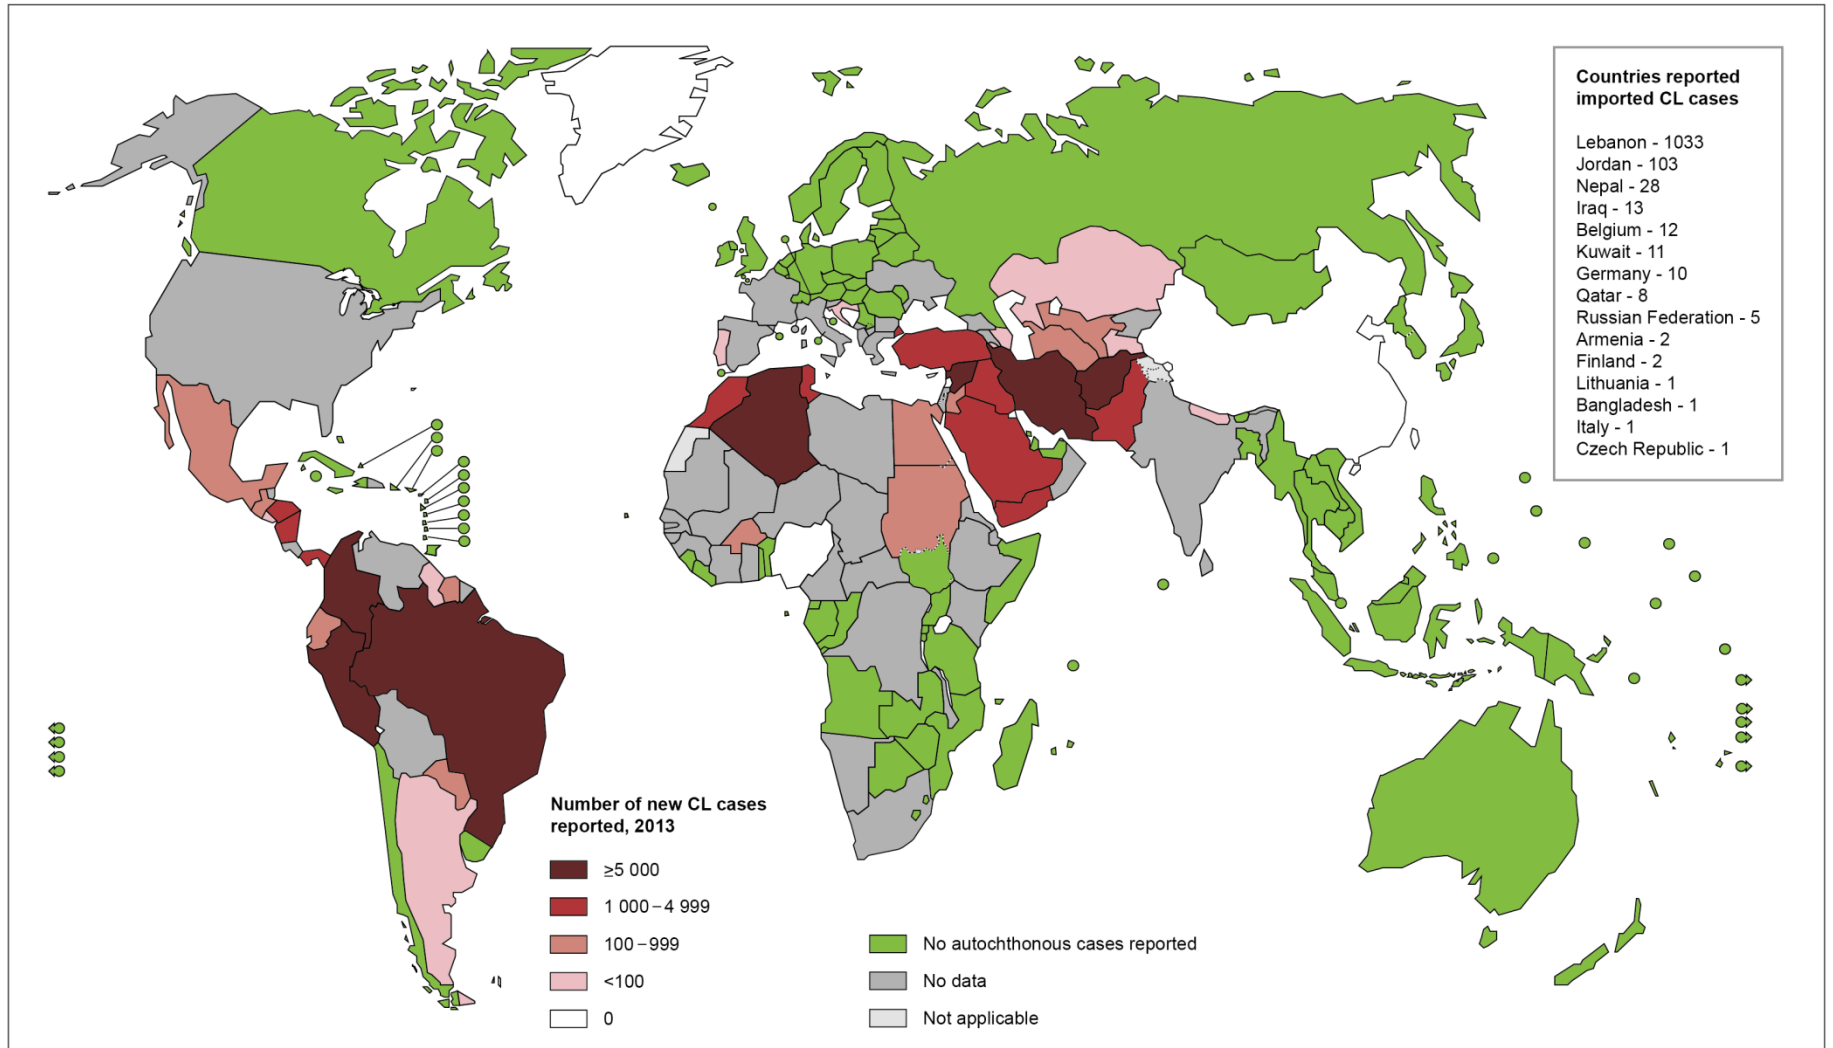 Countries reported
imported CL cases
Lebanon - 1033
Jordan - 103
Nepal - 28
Iraq - 13
Belgium - 12
Kuwait - 11
Germany - 10
Qatar - 8
Russian Federation - 5
Armenia - 2
Finland - 2
Lithuania - 1
Bangladesh - 1
Italy - 1
Czech Republic - 1
Number of new CL cases
reported, 2013
≥5 000
1 000–4 999
100–999
<100
0
No autochthonous cases reported
No data
Not applicable